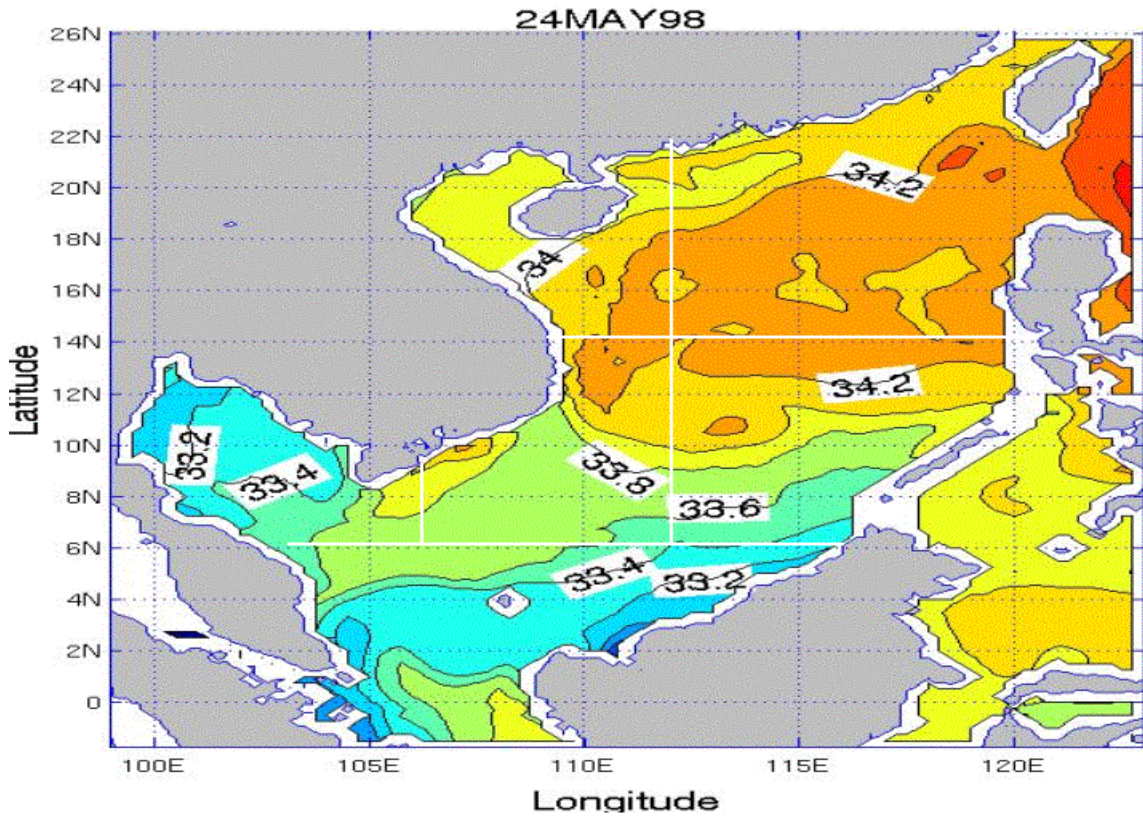 24MAY98
26N
24N
22N
20N
18N
16N
14N
12N
10N
8N
6N
4N
2N
0
Latitude
34.2
34
34.2
33.2
33.4
33.8
33.6
33.4
33.2
100E 105E 110E 115E 120E
Longitude